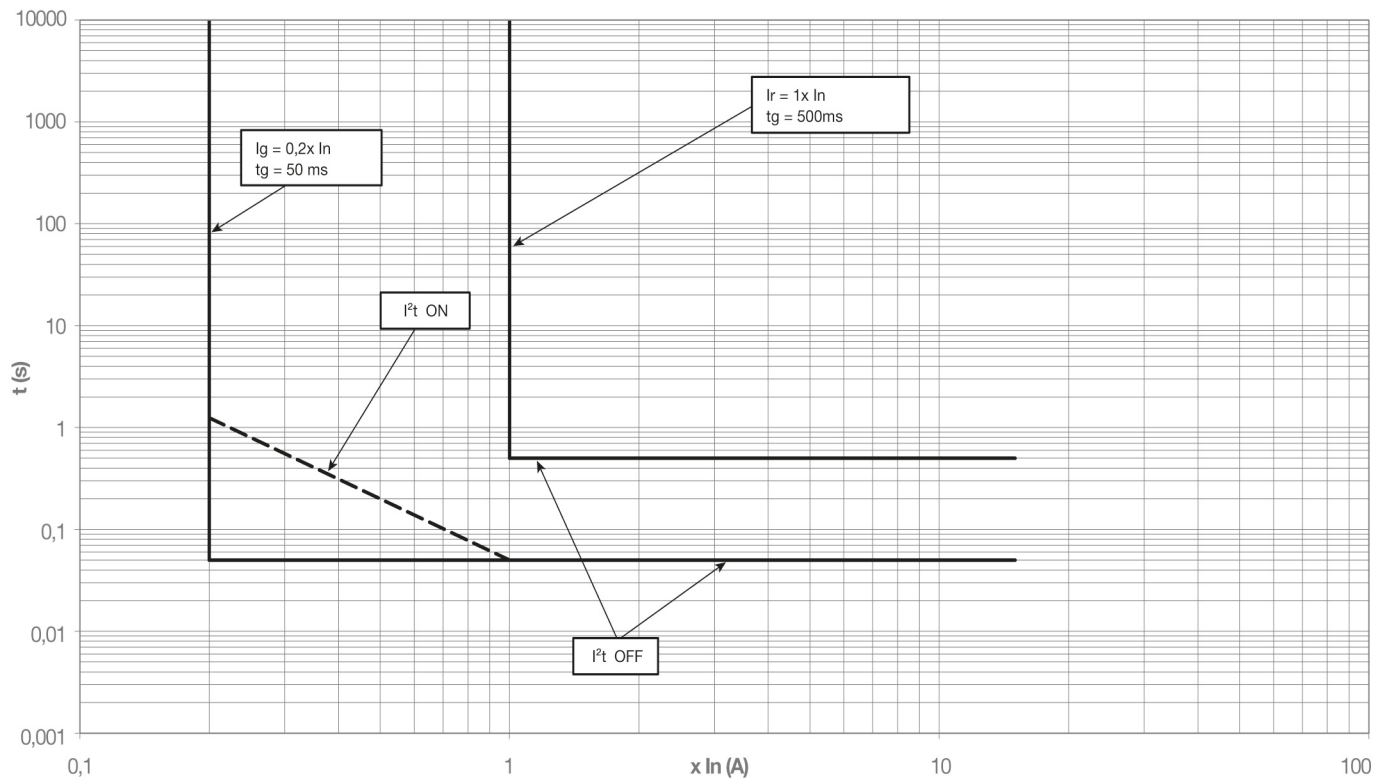 10000
1000
100
10
1
0,1
0,01
0,001
t (s)
Ir = 1x In
tg = 500ms
Ig = 0,2x In
tg = 50 ms
I²t ON
I²t OFF
0,1
1
x In (A)
10
100